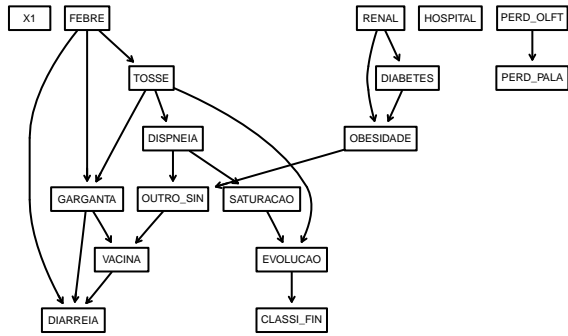 X1 FEBRE RENAL HOSPITAL PERD_OLFT
TOSSE DIABETES PERD_PALA
DISPNEIA OBESIDADE
GARGANTA OUTRO_SIN SATURACAO
VACINA EVOLUCAO
DIARREIA CLASSI_FIN